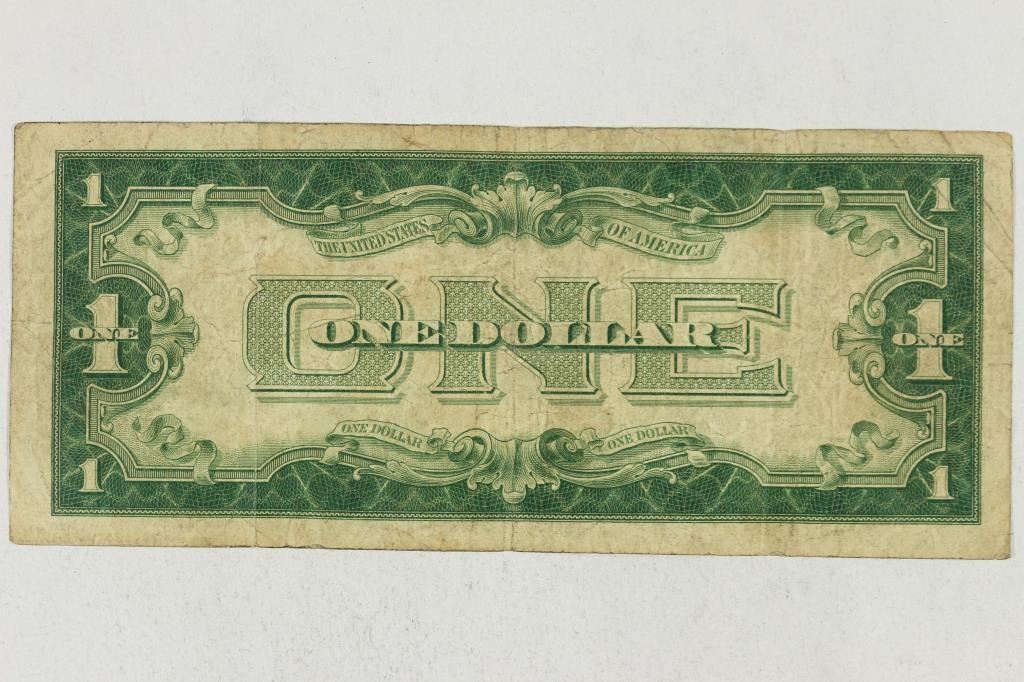 1 1
THE UNITED STATES OF AMERICA
ONE
1 ONE
ONE DOLLAR
1 ONE
ONE DOLLAR ONE DOLLAR
1 1